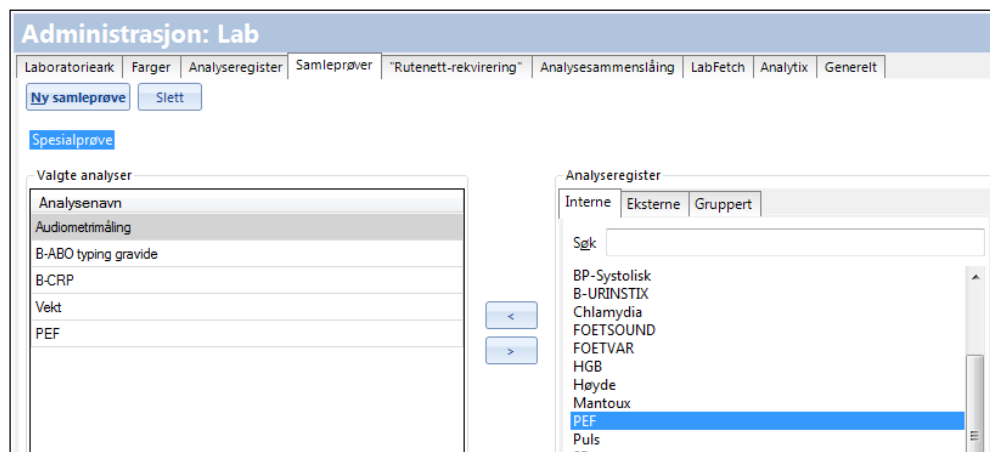 Administrasjon: Lab
Laboratorieark Farger Analyseregister Samleprøver "Rutenett-rekvirering" Analysesammenslåing LabFetch Analytix Generelt
Ny samleprøve Slett
Spesialprøve
Valgte analyser
Analysenavn
Audiometrimåling
B-ABO typing gravide
B-CRP
Vekt
PEF
<
>
Analyseregister
Interne Eksterne Gruppert
Søk
BP-Systolisk
B-URINSTIX
Chlamydia
FOETSOUND
FOETVAR
HGB
Høyde
Mantoux
PEF
Puls